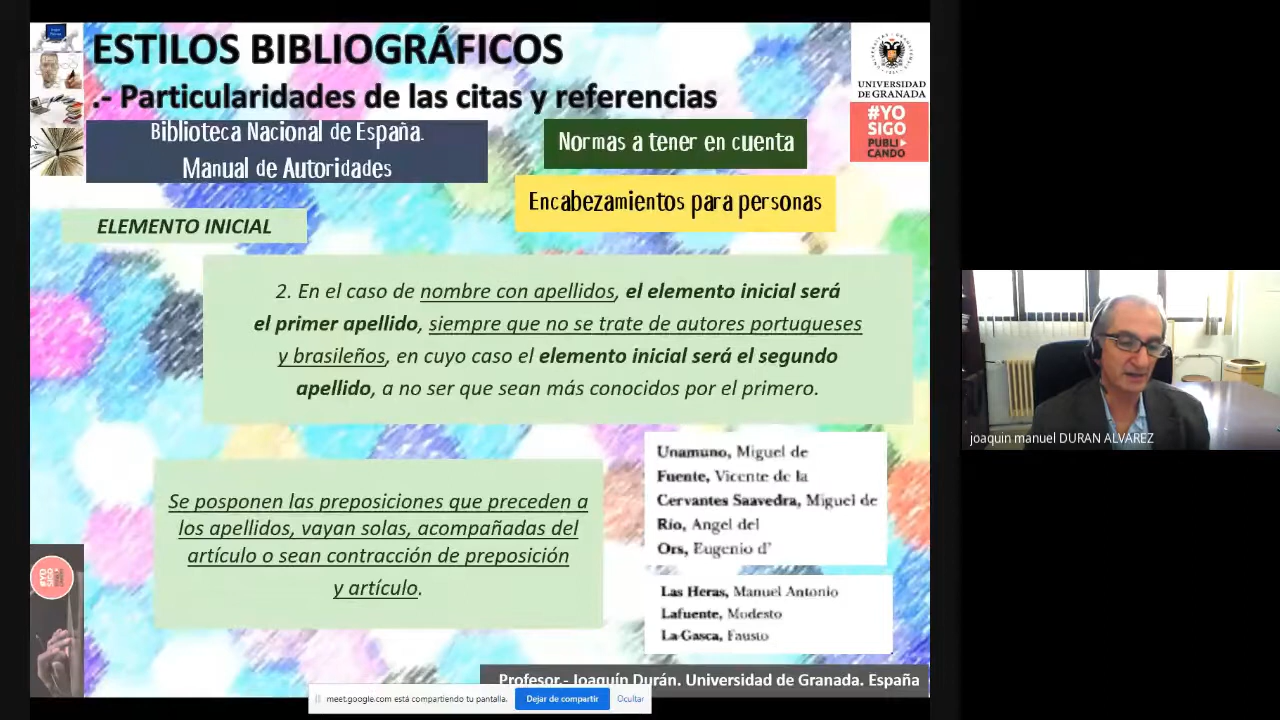 ESTILOS BIBLIOGRÁFICOS
.- Particularidades de las citas y referencias
UNIVERSIDAD
DE GRANADA
#YO
SIGO
PUBLI
CANDO
Biblioteca Nacional de España.
Manual de Autoridades
Normas a tener en cuenta
Encabezamientos para personas
ELEMENTO INICIAL
2. En el caso de nombre con apellidos, el elemento inicial será
el primer apellido, siempre que no se trate de autores portugueses
y brasileños, en cuyo caso el elemento inicial será el segundo
apellido, a no ser que sean más conocidos por el primero.
Se posponen las preposiciones que preceden a
los apellidos, vayan solas, acompañadas del
artículo o sean contracción de preposición
y artículo.
Unamuno, Miguel de
Fuente, Vicente de la
Cervantes Saavedra, Miguel de
Río, Angel del
Ors, Eugenio d'
Las Heras, Manuel Antonio
Lafuente, Modesto
La Gasca, Fausto
#YO
SIGO
Profesor.- Joaquín Durán. Universidad de Granada. España
meet.google.com está compartiendo tu pantalla.
Dejar de compartir
Ocultar
joaquin manuel DURAN ALVAREZ